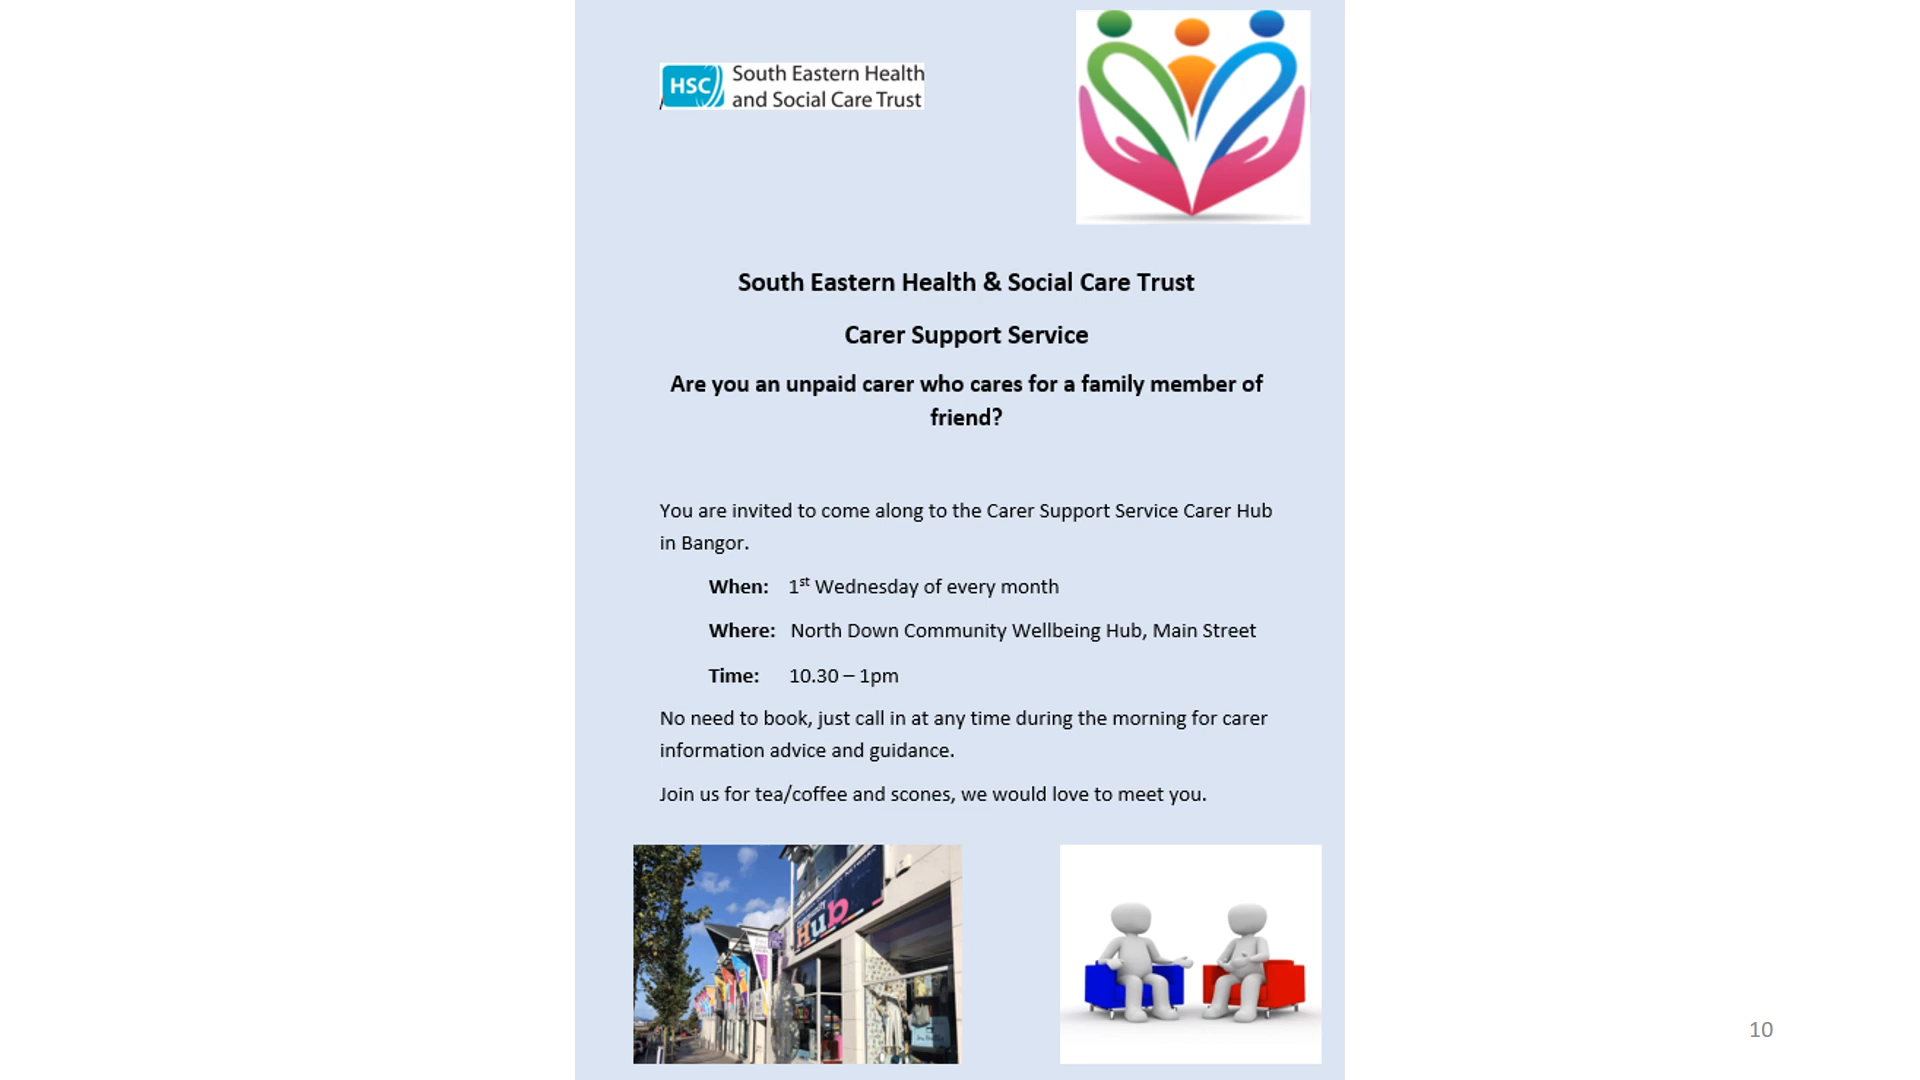 HSC
South Eastern Health
and Social Care Trust
South Eastern Health & Social Care Trust
Carer Support Service
Are you an unpaid carer who cares for a family member of
friend?
You are invited to come along to the Carer Support Service Carer Hub
in Bangor.
When: 1st Wednesday of every month
Where: North Down Community Wellbeing Hub, Main Street
Time: 10.30 – 1pm
No need to book, just call in at any time during the morning for carer
information advice and guidance.
Join us for tea/coffee and scones, we would love to meet you.
NETWORK
Community
Hub
10